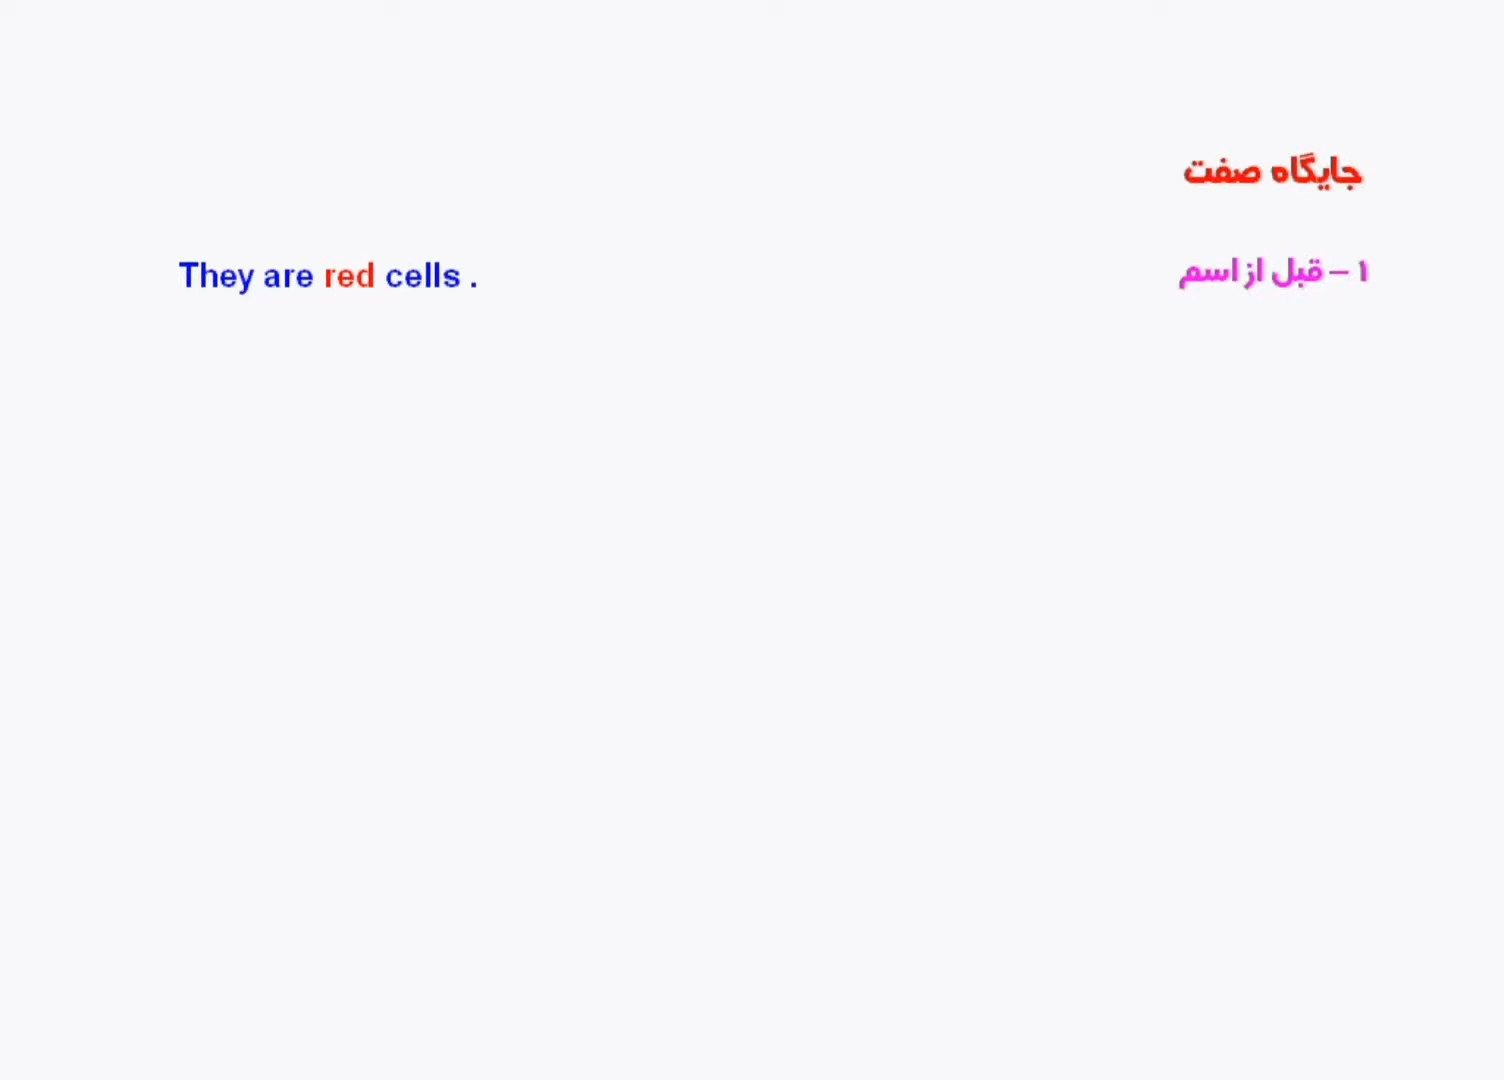 جایگاه صفت
۱ – قبل از اسم
They are red cells .